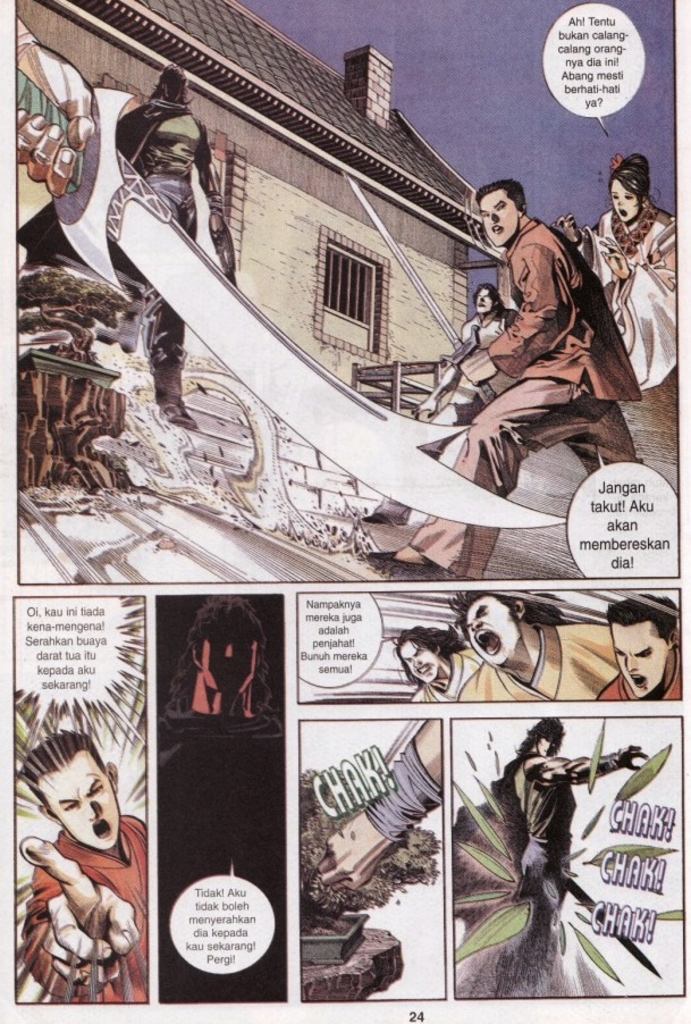 Ah! Tentu
bukan calang-
calang orang-
nya dia ini!
Abang mesti
berhati-hati
ya?
Jangan
takut! Aku
akan
membereskan
dia!
Oi, kau ini tiada
kena-mengena!
Serahkan buaya
darat tua itu
kepada aku
sekarang!
Tidak! Aku
tidak boleh
menyerahkan
dia kepada
kau sekarang!
Pergi!
Nampaknya
mereka juga
adalah
penjahat!
Bunuh mereka
semua!
CHAK!
CHAK!
CHAK!
CHAK!
24